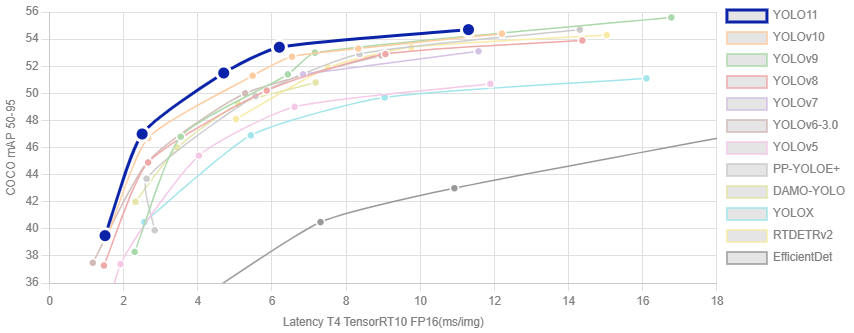 56
54
52
50
48
46
44
42
40
38
36
COCO mAP 50-95
0
2
4
6
8
10
12
14
16
18
Latency T4 TensorRT10 FP16(ms/img)
YOLO11
YOLOv10
YOLOv9
YOLOv8
YOLOv7
YOLOv6-3.0
YOLOv5
PP-YOLOE+
DAMO-YOLO
YOLOX
RTDETRv2
EfficientDet